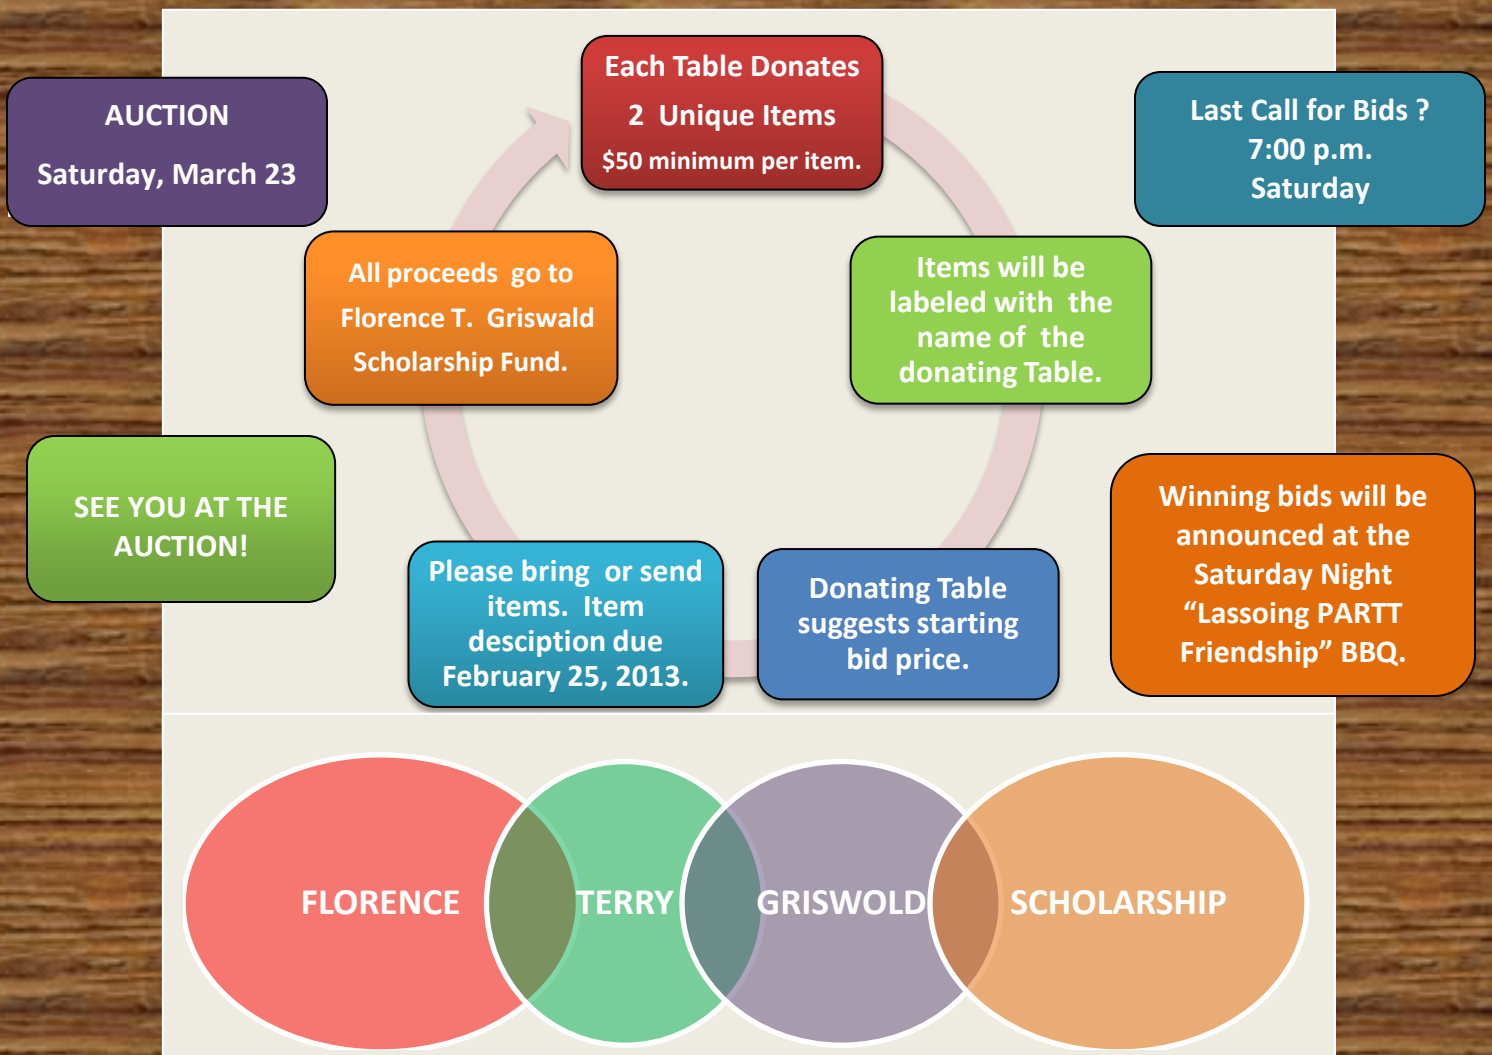 AUCTION
Saturday, March 23
Each Table Donates
2 Unique Items
$50 minimum per item.
Last Call for Bids ?
7:00 p.m.
Saturday
All proceeds go to
Florence T. Griswald
Scholarship Fund.
Items will be
labeled with the
name of the
donating Table.
SEE YOU AT THE
AUCTION!
Please bring or send
items. Item
desciption due
February 25, 2013.
Donating Table
suggests starting
bid price.
Winning bids will be
announced at the
Saturday Night
“Lassoing PARTT
Friendship” BBQ.
FLORENCE
TERRY
GRISWOLD
SCHOLARSHIP